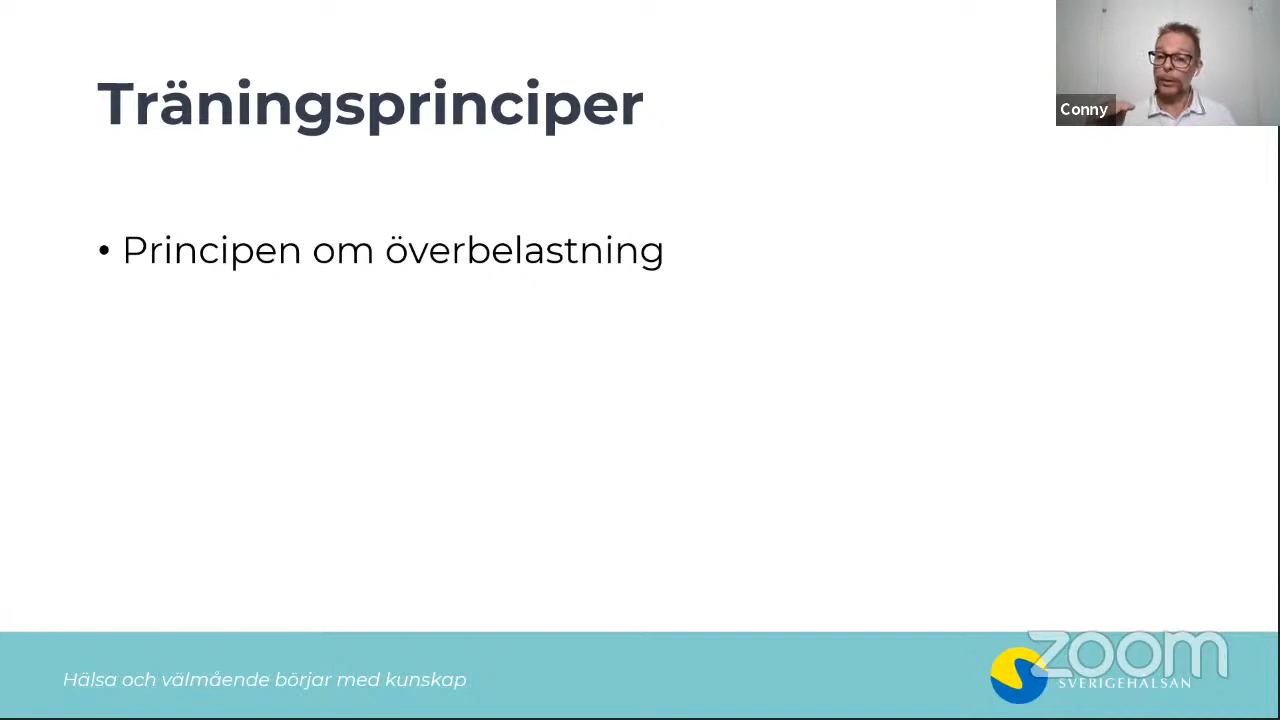 Träningsprinciper
Conny
• Principen om överbelastning
Hälsa och välmående börjar med kunskap
zoom
SVERIGEHÄLSAN